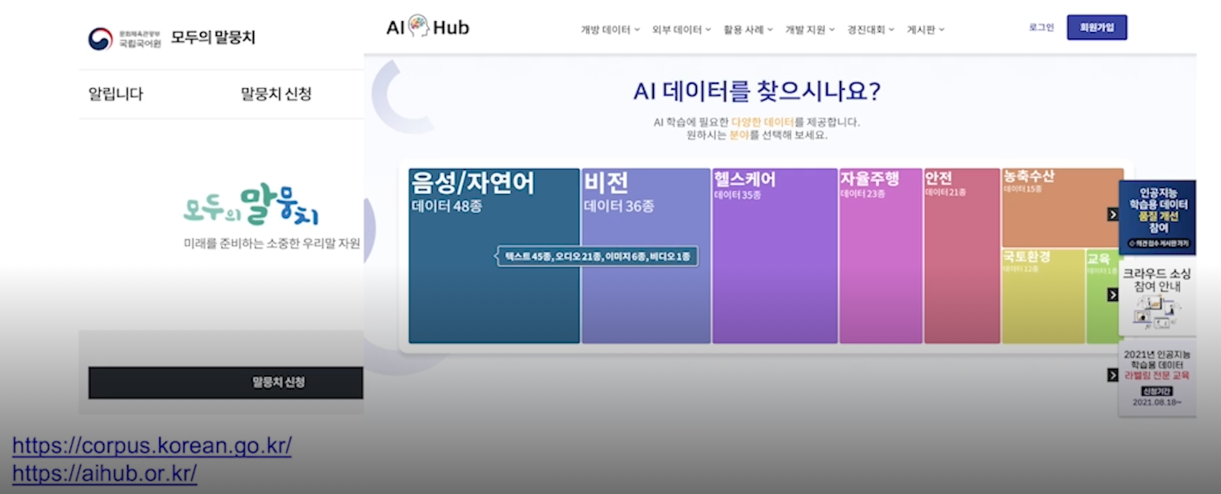 문화체육관광부
국립국어원
모두의 말뭉치
알립니다
말뭉치 신청
모두의 말뭉치
미래를 준비하는 소중한 우리말 자원
말뭉치 신청
AI Hub
개방 데이터
외부 데이터
활용 사례
개발 지원
경진대회
게시판
로그인
회원가입
AI 데이터를 찾으시나요?
AI 학습에 필요한 다양한 데이터를 제공합니다.
원하시는 분야를 선택해 보세요.
음성/자연어
데이터 48종
비전
데이터 36종
헬스케어
데이터 35종
자율주행
데이터 23종
안전
데이터 21종
농축수산
데이터 15종
국토환경
데이터 12종
교육
데이터 1종
텍스트 45종, 오디오 21종, 이미지 6종, 비디오 1종
인공지능
학습용 데이터
품질 개선
참여
크라우드 소싱
참여 안내
2021년 인공지능
학습용 데이터
라벨링 전문 교육
신청기간
2021.08.18~
https://corpus.korean.go.kr/
https://aihub.or.kr/